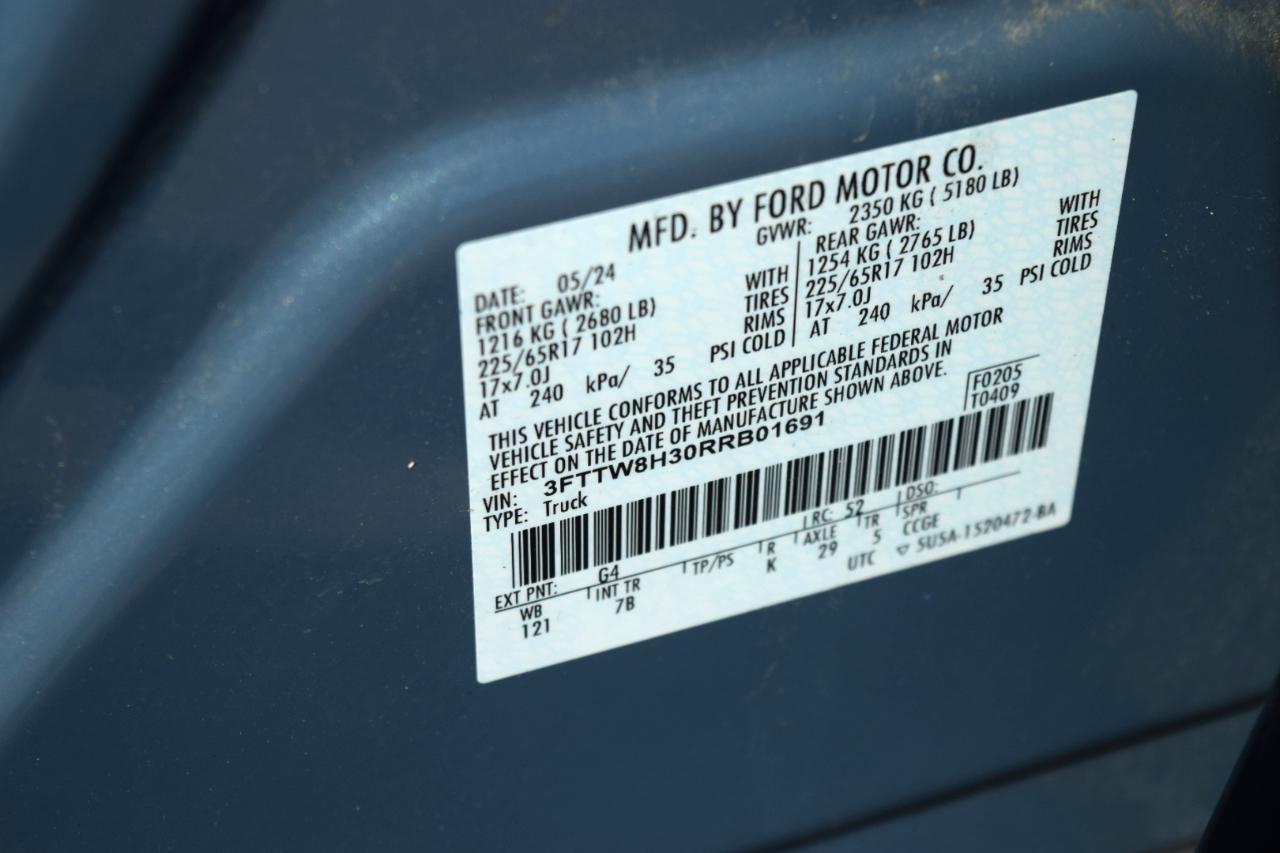 MFD. BY FORD MOTOR CO.
DATE: 05/24 GVWR: 2350 KG ( 5180 LB)
FRONT GAWR: WITH REAR GAWR: WITH
1216 KG ( 2680 LB) TIRES 1254 KG ( 2765 LB) TIRES
225/65R17 102H RIMS 225/65R17 102H RIMS
17x7.0J PSI COLD 17x7.0J PSI COLD
AT 240 kPa/ 35 AT 240 kPa/ 35
THIS VEHICLE CONFORMS TO ALL APPLICABLE FEDERAL MOTOR
VEHICLE SAFETY AND THEFT PREVENTION STANDARDS IN
EFFECT ON THE DATE OF MANUFACTURE SHOWN ABOVE.
F0205
T0409
VIN: 3FTTW8H30RRB01691
TYPE: Truck
EXT PNT: G4 RC: 52 DSO:
WB INT TR TP/PS R AXLE TR SPR
121 7B K 29 5 CCGE
UTC ▽ 5U5A-1520472-BA